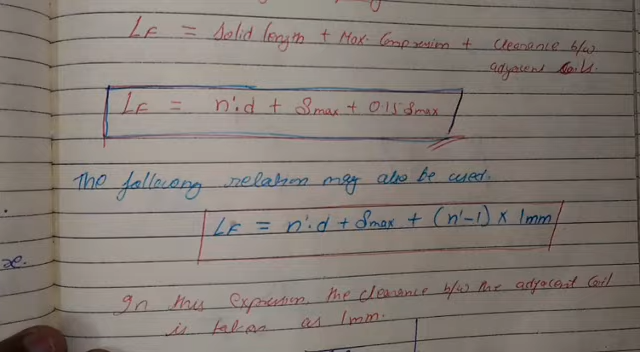 LF = Solid length + Max. Compression + clearance b/w
adjacent coils.
LF = n'.d + δmax + 0.15 δmax
The following relation may also be used.
LF = n'.d + δmax + (n'-1) × 1mm
In this expression the clearance b/w the adjacent coil
is taken as 1mm.